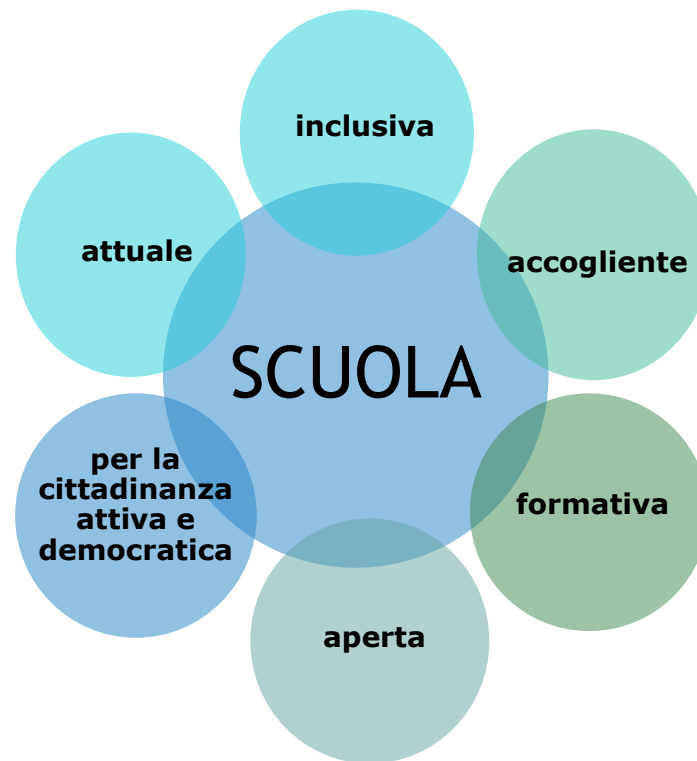 inclusiva
attuale
accogliente
SCUOLA
per la
cittadinanza
attiva e
democratica
formativa
aperta